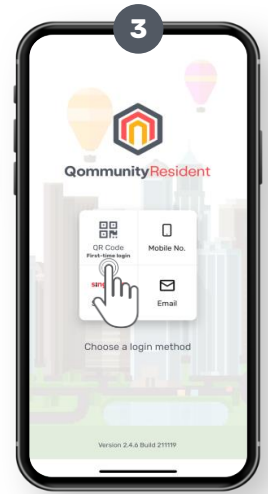 3
QommunityResident
QR Code
First-time login
Mobile No.
Email
Choose a login method
Version 2.4.6 Build 211119